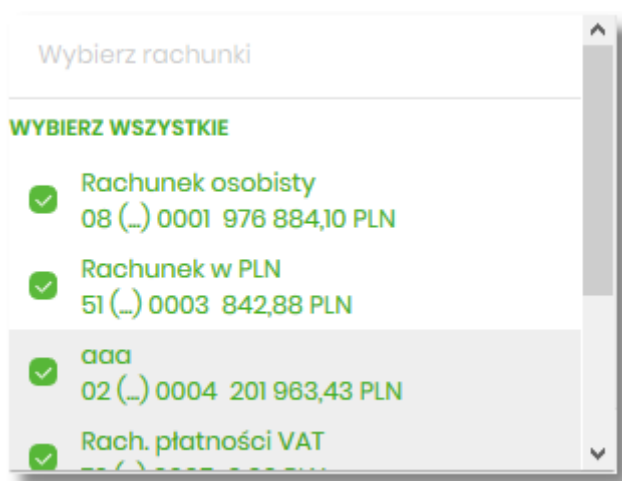 Wybierz rachunki
WYBIERZ WSZYSTKIE
Rachunek osobisty
08 (...) 0001 976 884,10 PLN
Rachunek w PLN
51 (...) 0003 842,88 PLN
aaa
02 (...) 0004 201 963,43 PLN
Rach. płatności VAT